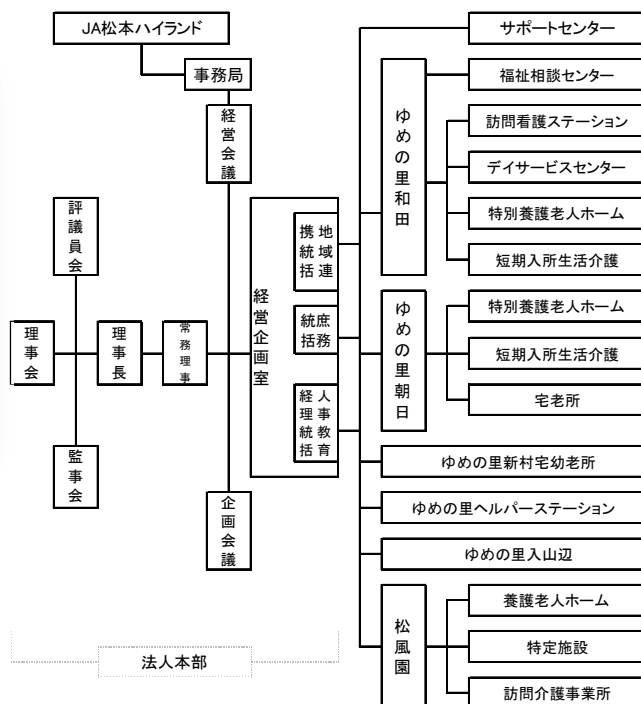 JA松本ハイランド
事務局
経営会議
評議員会
理事会
理事長
常務理事
監事会
企画会議
経営企画室
地域連
携統括
庶務
統括
人事教育
経理統括
法人本部
サポートセンター
ゆめの里和田
福祉相談センター
訪問看護ステーション
デイサービスセンター
特別養護老人ホーム
短期入所生活介護
ゆめの里朝日
特別養護老人ホーム
短期入所生活介護
宅老所
ゆめの里新村宅幼老所
ゆめの里ヘルパーステーション
ゆめの里入山辺
松風園
養護老人ホーム
特定施設
訪問介護事業所